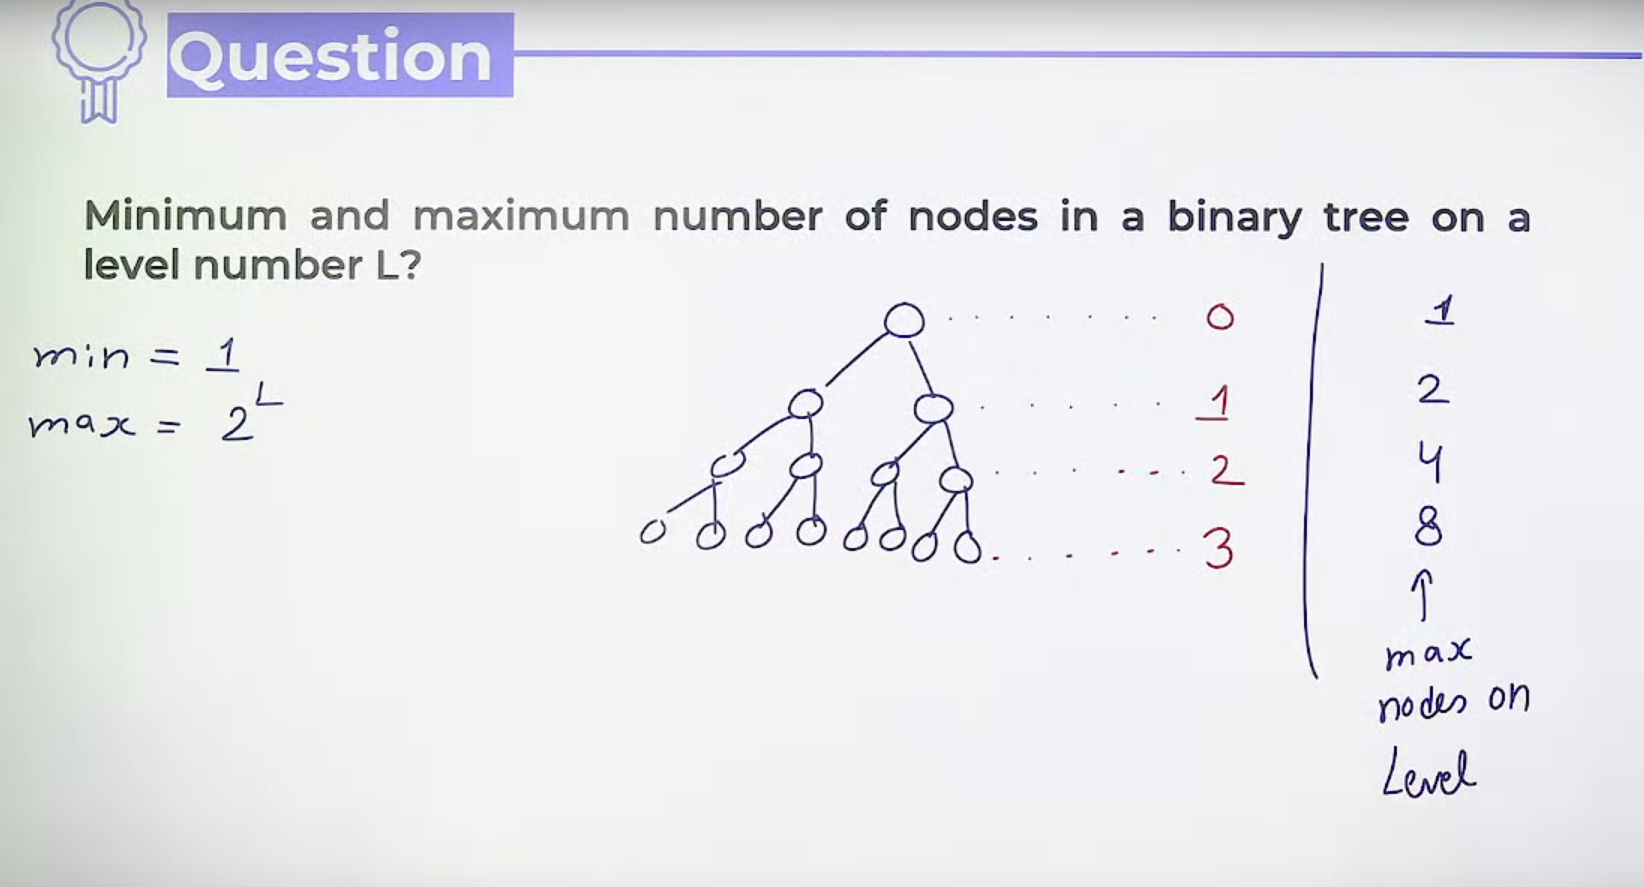 Question
Minimum and maximum number of nodes in a binary tree on a
level number L?
min = 1
max = 2^L
0
1
2
3
1
2
4
8
↑
max
nodes on
Level